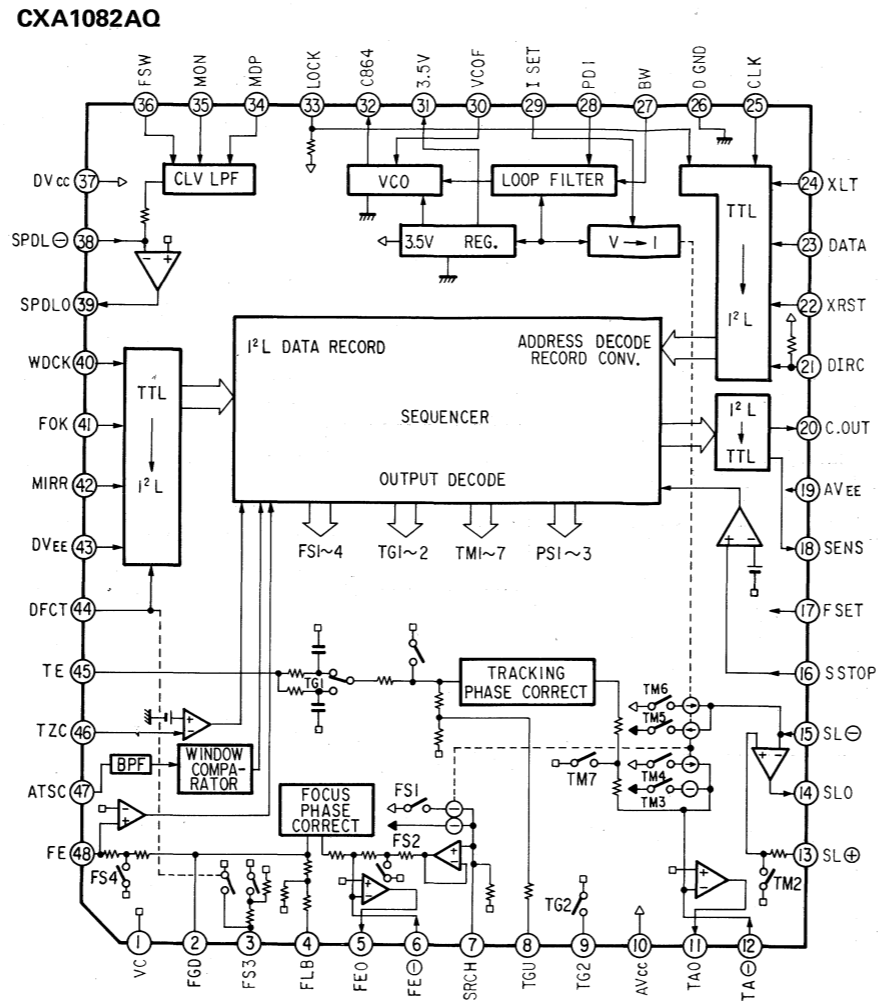 CXA1082AQ
FSW
MON
MDP
LOCK
C864
3.5V
VCOF
I SET
PDI
BW
D GND
CLK
36
35
34
33
32
31
30
29
28
27
26
25
DVcc 37
CLV LPF
VCO
LOOP FILTER
24 XLT
SPDL⊖ 38
3.5V REG.
V → I
TTL
↓
I²L
23 DATA
SPDLO 39
22 XRST
WDCK 40
21 DIRC
TTL
↓
I²L
I²L DATA RECORD
ADDRESS DECODE
RECORD CONV.
SEQUENCER
OUTPUT DECODE
I²L
↓
TTL
FOK 41
20 C.OUT
MIRR 42
19 AVEE
DVEE 43
18 SENS
FS1~4
TG1~2
TM1~7
PS1~3
DFCT 44
17 FSET
TE 45
TG1
TRACKING
PHASE CORRECT
16 SSTOP
TM6
TM5
TZC 46
15 SL⊖
BPF
WINDOW
COMPA-
RATOR
TM7
TM4
TM3
ATSC 47
14 SLO
FOCUS
PHASE
CORRECT
FS1
FS2
FE 48
13 SL⊕
FS4
TM2
TG2
1
2
3
4
5
6
7
8
9
10
11
12
VC
FGD
FS3
FLB
FEO
FE⊖
SRCH
TGU
TG2
AVcc
TAO
TA⊖